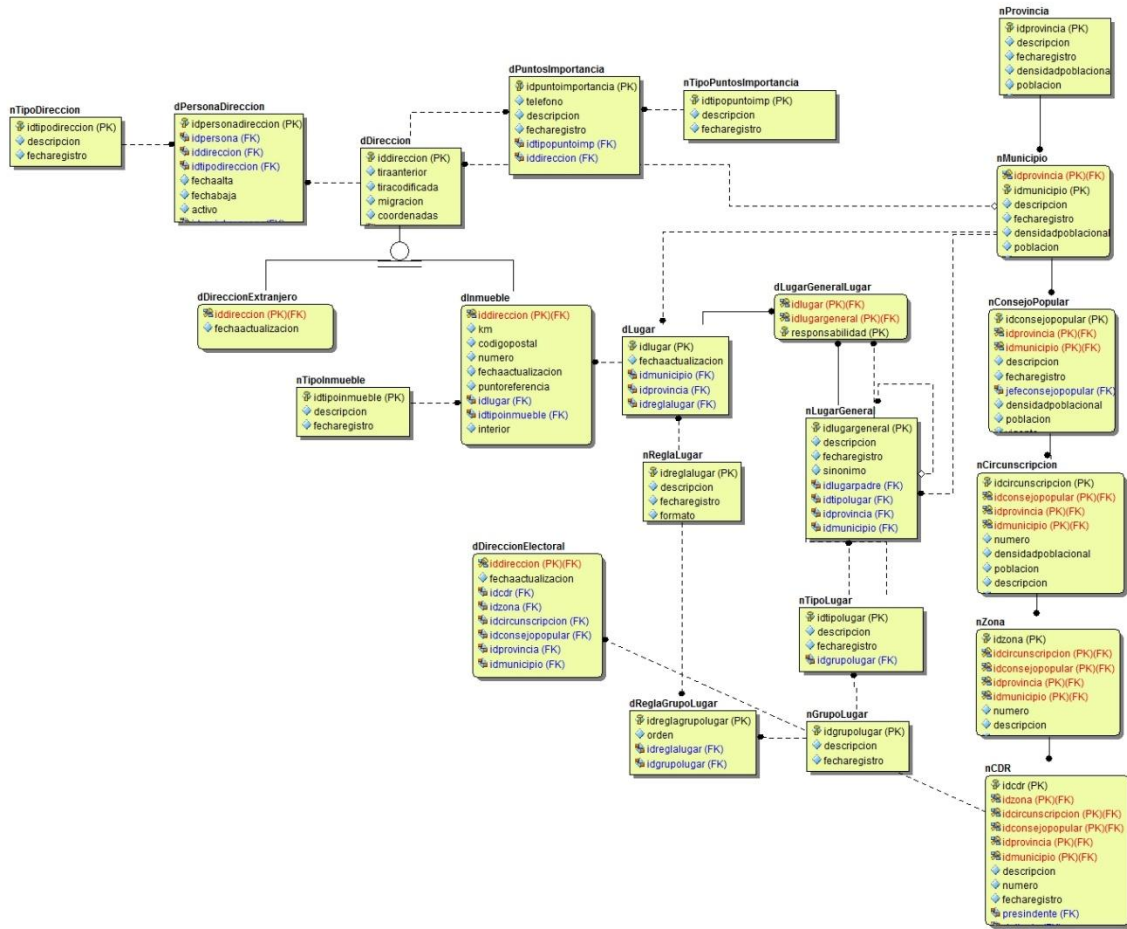 nProvincia
idprovincia (PK)
descripcion
fecharegistro
densidadpoblaciona
poblacion
dPuntosImportancia
idpuntoimportancia (PK)
telefono
descripcion
fecharegistro
idtipopuntoimp (FK)
iddireccion (FK)
nTipoPuntosImportancia
idtipopuntoimp (PK)
descripcion
fecharegistro
nTipoDireccion
idtipodireccion (PK)
descripcion
fecharegistro
dPersonaDireccion
idpersonadireccion (PK)
idpersona (FK)
iddireccion (FK)
idtipodireccion (FK)
fechaalta
fechabaja
activo
dDireccion
iddireccion (PK)
tiraanterior
tiracodificada
migracion
coordenadas
nMunicipio
idprovincia (PK)(FK)
idmunicipio (PK)
descripcion
fecharegistro
densidadpoblacional
poblacion
dDireccionExtranjero
iddireccion (PK)(FK)
fechaactualizacion
dInmueble
iddireccion (PK)(FK)
km
codigopostal
numero
fechaactualizacion
puntoreferencia
idlugar (FK)
idtipoinmueble (FK)
interior
dLugar
idlugar (PK)
fechaactualizacion
idmunicipio (FK)
idprovincia (FK)
idreglalugar (FK)
dLugarGeneralLugar
idlugar (PK)(FK)
idlugargeneral (PK)(FK)
responsabilidad (PK)
nConsejoPopular
idconsejopopular (PK)
idprovincia (PK)(FK)
idmunicipio (PK)(FK)
descripcion
fecharegistro
jefeconsejopopular (FK)
densidadpoblacional
poblacion
vigente
nTipoInmueble
idtipoinmueble (PK)
descripcion
fecharegistro
nLugarGeneral
idlugargeneral (PK)
descripcion
fecharegistro
sinonimo
idlugarpadre (FK)
idtipolugar (FK)
idprovincia (FK)
idmunicipio (FK)
nReglaLugar
idreglalugar (PK)
descripcion
fecharegistro
formato
nCircunscripcion
idcircunscripcion (PK)
idconsejopopular (PK)(FK)
idprovincia (PK)(FK)
idmunicipio (PK)(FK)
numero
densidadpoblacional
poblacion
descripcion
dDireccionElectoral
iddireccion (PK)(FK)
fechaactualizacion
idcdr (FK)
idzona (FK)
idcircunscripcion (FK)
idconsejopopular (FK)
idprovincia (FK)
idmunicipio (FK)
nTipoLugar
idtipolugar (PK)
descripcion
fecharegistro
idgrupolugar (FK)
nZona
idzona (PK)
idcircunscripcion (PK)(FK)
idconsejopopular (PK)(FK)
idprovincia (PK)(FK)
idmunicipio (PK)(FK)
numero
descripcion
dReglaGrupoLugar
idreglagrupolugar (PK)
orden
idreglalugar (FK)
idgrupolugar (FK)
nGrupoLugar
idgrupolugar (PK)
descripcion
fecharegistro
nCDR
idcdr (PK)
idzona (PK)(FK)
idcircunscripcion (PK)(FK)
idconsejopopular (PK)(FK)
idprovincia (PK)(FK)
idmunicipio (PK)(FK)
descripcion
numero
fecharegistro
presindente (FK)